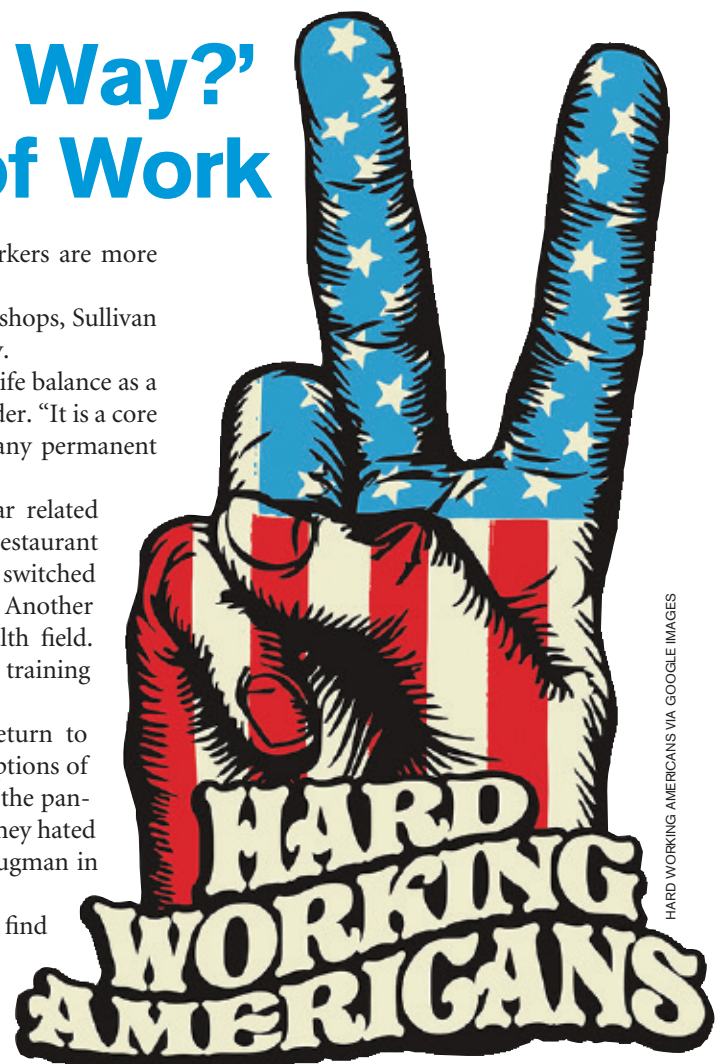 Way?’
of Work
rkers are more
shops, Sullivan
ife balance as a
der. “It is a core
any permanent
ar related
estaurant
switched
Another
lth field.
training
eturn to
ptions of
the pan-
hey hated
ugman in
find
HARD
WORKING
AMERICANS
HARD WORKING AMERICANS VIA GOOGLE IMAGES